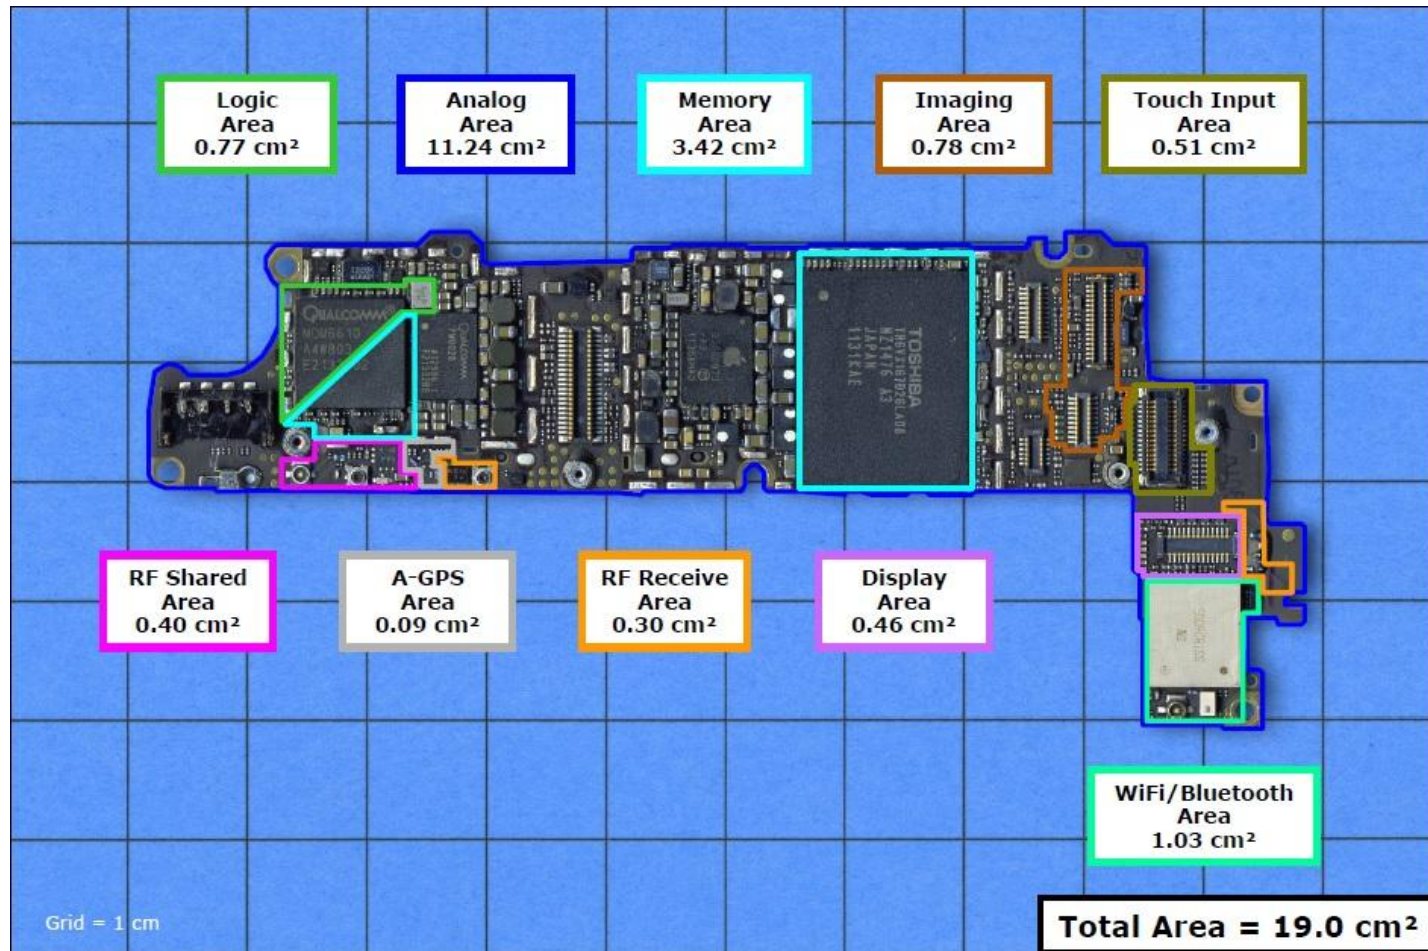 Logic
Area
0.77 cm²
Analog
Area
11.24 cm²
Memory
Area
3.42 cm²
Imaging
Area
0.78 cm²
Touch Input
Area
0.51 cm²
QUALCOMM
MDM6610
QUALCOMM
TOSHIBA
JAPAN
1131KAE
RF Shared
Area
0.40 cm²
A-GPS
Area
0.09 cm²
RF Receive
Area
0.30 cm²
Display
Area
0.46 cm²
WiFi/Bluetooth
Area
1.03 cm²
Grid = 1 cm
Total Area = 19.0 cm²